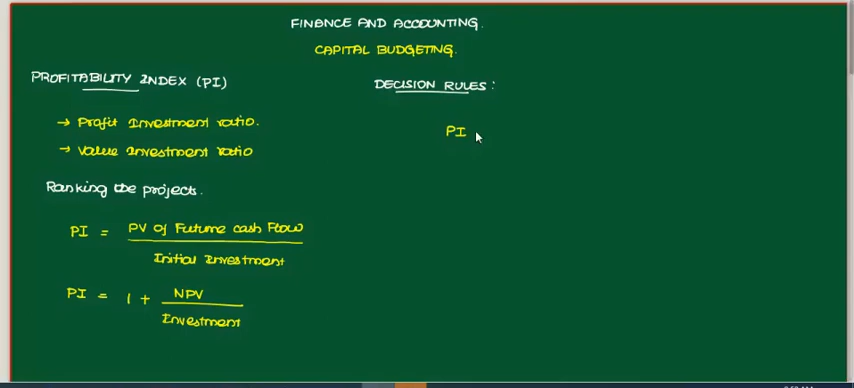 FINANCE AND ACCOUNTING.
CAPITAL BUDGETING.
PROFITABILITY INDEX (PI)
→ Profit Investment ratio.
→ Value Investment ratio
Ranking the projects.
PI = PV of Future cash Flow
Initial Investment
PI = 1 + NPV
Investment
DECISION RULES:
PI